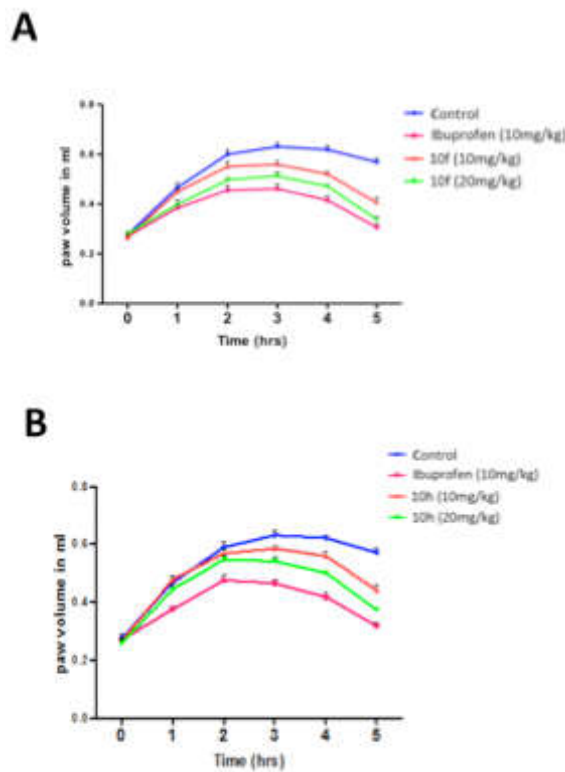 A
Control
Ibuprofen (10mg/kg)
10f (10mg/kg)
10f (20mg/kg)
paw volume in ml
0.8
0.6
0.4
0.2
0.0
0 1 2 3 4 5
Time (hrs)
B
Control
Ibuprofen (10mg/kg)
10h (10mg/kg)
10h (20mg/kg)
paw volume in ml
0.8
0.6
0.4
0.2
0.0
0 1 2 3 4 5
Time (hrs)